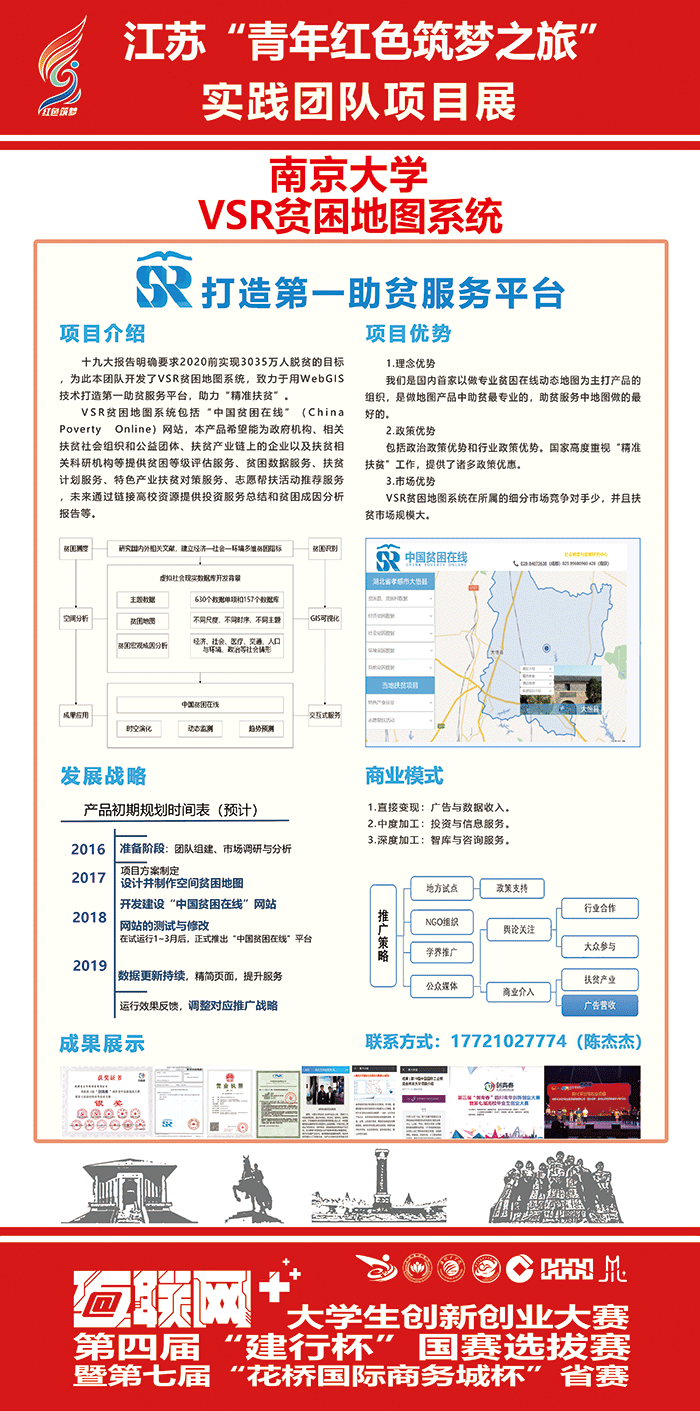 江苏“青年红色筑梦之旅”
实践团队项目展
红色筑梦
南京大学
VSR贫困地图系统
SR 打造第一助贫服务平台
项目介绍
十九大报告明确要求2020前实现3035万人脱贫的目标
，为此本团队开发了VSR贫困地图系统，致力于用WebGIS
技术打造第一助贫服务平台，助力“精准扶贫”。
VSR贫困地图系统包括“中国贫困在线”（China
Poverty Online）网站，本产品希望能为政府机构、相关
扶贫社会组织和公益团体、扶贫产业链上的企业以及扶贫相
关科研机构等提供贫困等级评估服务、贫困数据服务、扶贫
计划服务、特色产业扶贫对策服务、志愿帮扶活动推荐服务
，未来通过链接高校资源提供投资服务总结和贫困成因分析
报告等。
项目优势
1.理念优势
我们是国内首家以做专业贫困在线动态地图为主打产品的
组织，是做地图产品中助贫最专业的，助贫服务中地图做的最
好的。
2.政策优势
包括政治政策优势和行业政策优势。国家高度重视“精准
扶贫”工作，提供了诸多政策优惠。
3.市场优势
VSR贫困地图系统在所属的细分市场竞争对手少，并且扶
贫市场规模大。
贫困测度
研究国内外相关文献，建立经济—社会—环境多维贫困指标
贫困识别
虚拟社会现实数据库开发背景
主题数据
630个数据单项和157个数据库
空间分析
贫困地图
不同尺度、不同时序、不同主题
GIS可视化
贫困宏观成因分析
经济、社会、医疗、交通、人口
与环境、政治等社会情形
成果应用
中国贫困在线
交互式服务
时空演化
动态监测
趋势预测
中国贫困在线
CHINA POVERTY ONLINE
湖北省孝感市大悟县
当地扶贫项目
大悟县
大悟县
发展战略
产品初期规划时间表（预计）
2016
准备阶段：团队组建、市场调研与分析
2017
项目方案制定
设计并制作空间贫困地图
2018
开发建设“中国贫困在线”网站
网站的测试与修改
在试运行1-3月后，正式推出“中国贫困在线”平台
2019
数据更新持续，精简页面，提升服务
运行效果反馈，调整对应推广战略
商业模式
1.直接变现：广告与数据收入。
2.中度加工：投资与信息服务。
3.深度加工：智库与咨询服务。
推广策略
地方试点
政策支持
NGO组织
学界推广
公众媒体
舆论关注
商业介入
行业合作
大众参与
扶贫产业
广告营收
成果展示
联系方式：17721027774（陈杰杰）
获奖证书
银奖
营业执照
创青春
互联网++
大学生创新创业大赛
第四届“建行杯”国赛选拔赛
暨第七届“花桥国际商务城杯”省赛